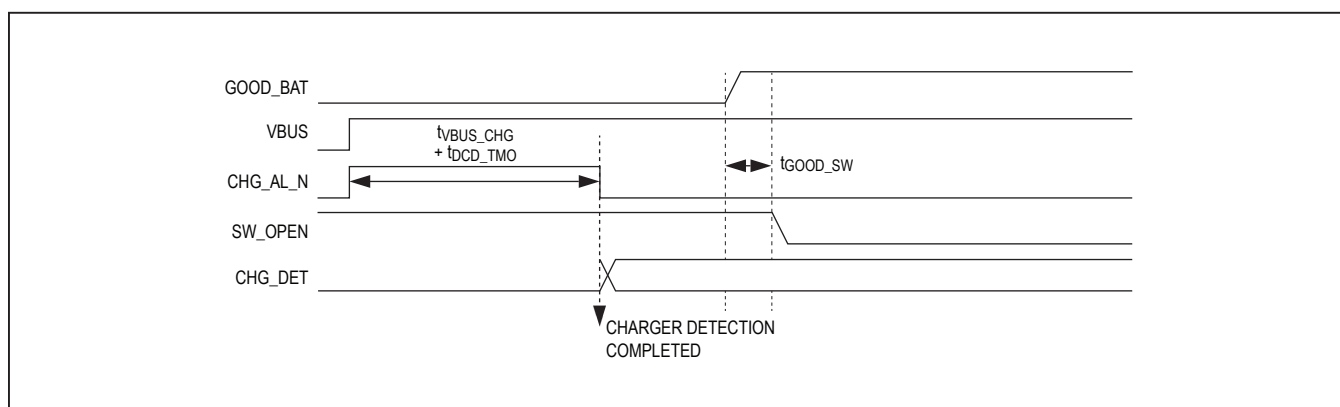 GOOD_BAT
VBUS
tVBUS_CHG
+ tDCD_TMO
tGOOD_SW
CHG_AL_N
SW_OPEN
CHG_DET
CHARGER DETECTION
COMPLETED